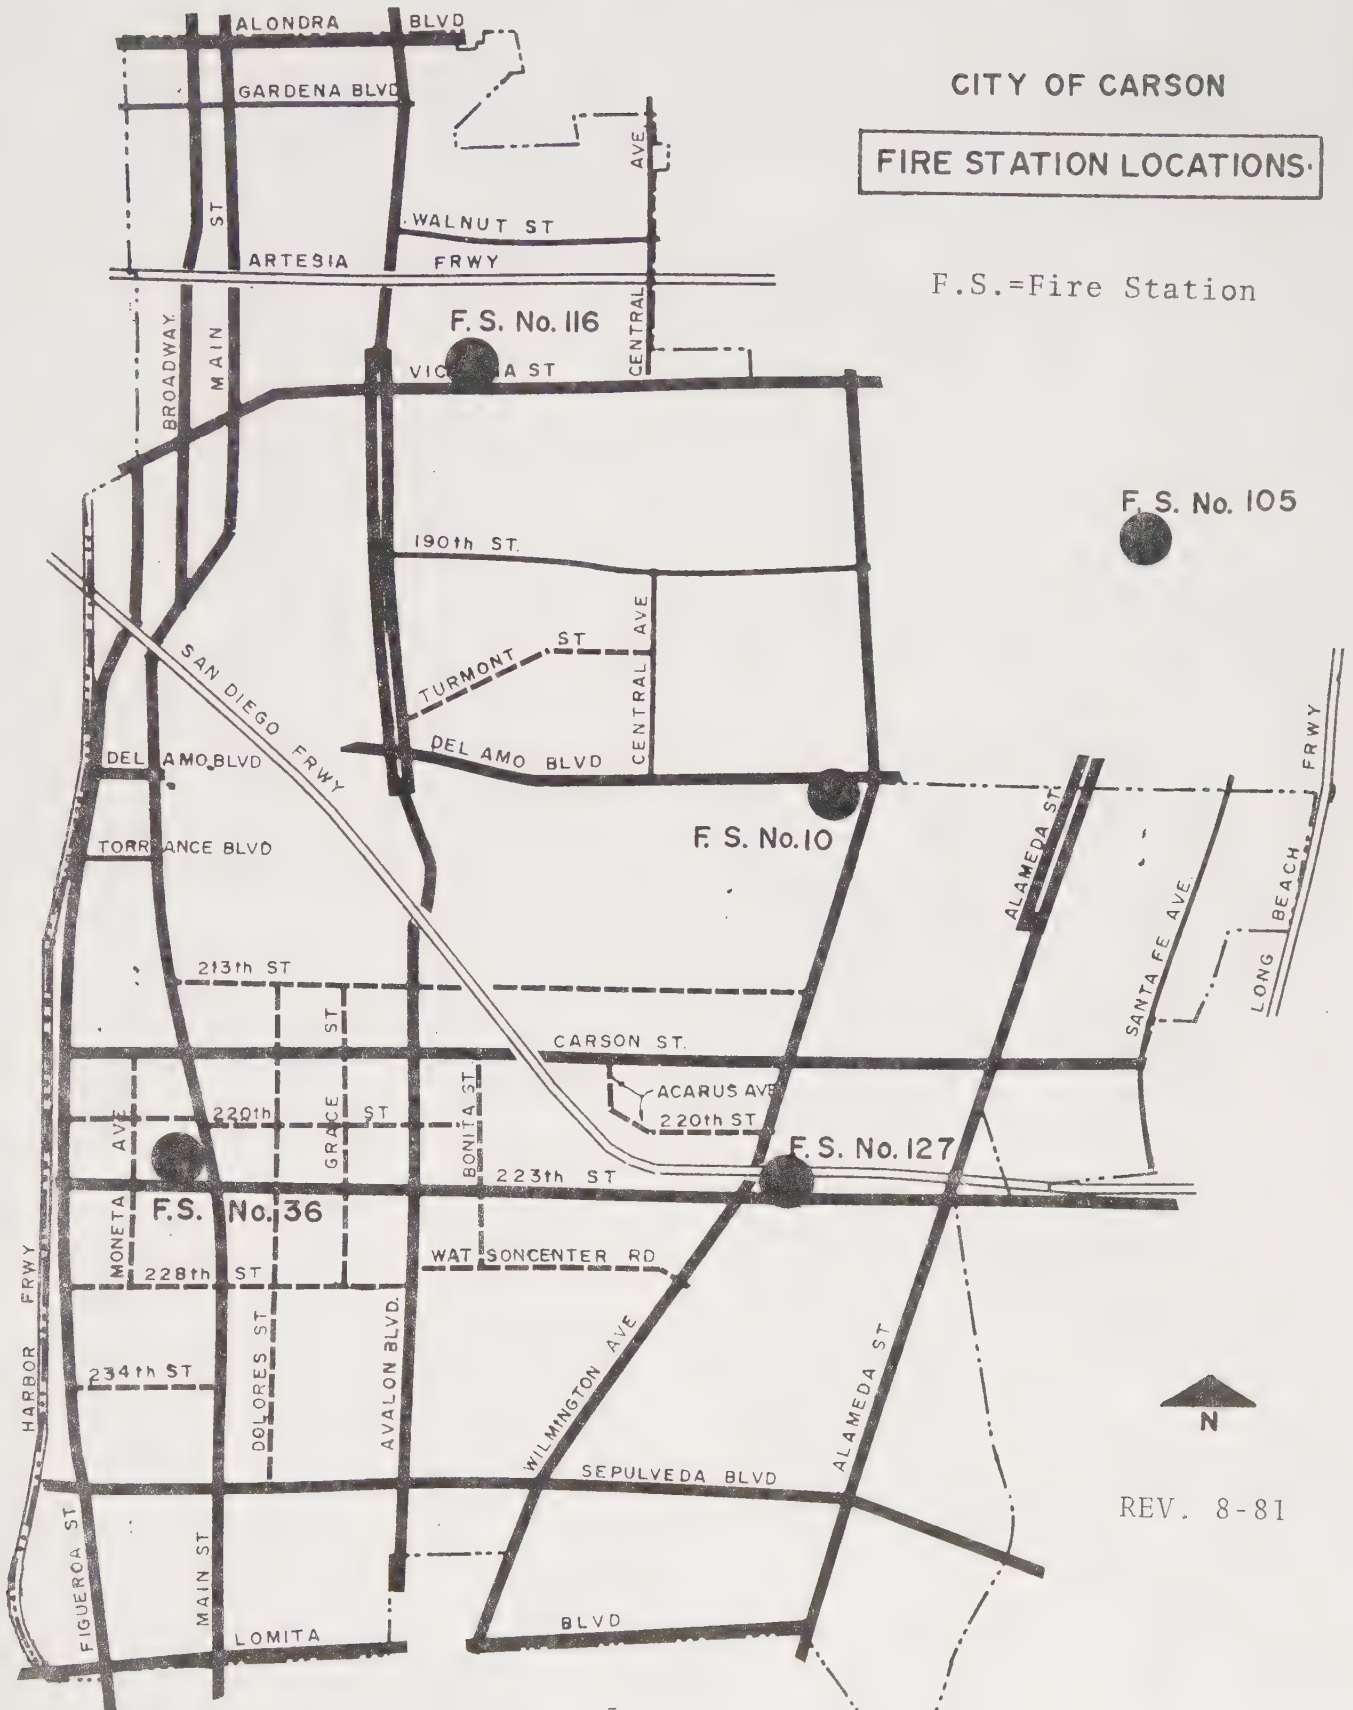 ALONDRA BLVD
CITY OF CARSON
GARDENA BLVD
FIRE STATION LOCATIONS
AVE.
ST
WALNUT ST
ARTESIA FRWY
F.S.=Fire Station
CENTRAL
F. S. No. 116
BROADWAY
MAIN
VIC A ST
F. S. No. 105
190th ST.
CENTRAL AVE
TURMONT ST
SAN DIEGO FRWY
DEL AMO BLVD
DEL AMO BLVD
F. S. No. 10
TORRANCE BLVD
ALAMEDA ST.
SANTA FE AVE.
LONG BEACH FRWY
213th ST
CARSON ST.
ACARUS AVE
220th ST
220th ST
MONETA AVE
GRACE ST
BONITA ST.
F. S. No. 127
223th ST
F.S. No. 36
WATSONCENTER RD
228th ST
HARBOR FRWY
234th ST
DOLORES ST
AVALON BLVD.
WILMINGTON AVE
ALAMEDA ST
N
SEPULVEDA BLVD
REV. 8-81
FIGUEROA ST
MAIN ST
LOMITA BLVD